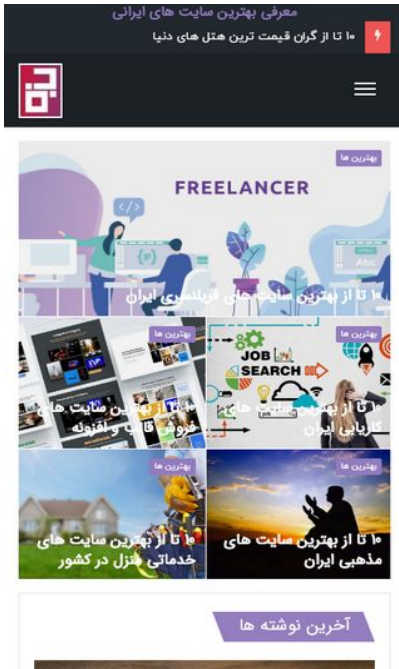 معرفی بهترین سایت های ایرانی
۱۰ تا از گران قیمت ترین هتل های دنیا
بهترین ها
FREELANCER
</>
{;}
Abc
۱۰ تا از بهترین سایت های فریلنسری ایران
بهترین ها
JOB
SEARCH
۱۰ تا از بهترین سایت های
کاریابی ایران
بهترین ها
۱۰ تا از بهترین سایت های
فروش قالب و افزونه
بهترین ها
۱۰ تا از بهترین سایت های
مذهبی ایران
بهترین ها
۱۰ تا از بهترین سایت های
خدماتی منزل در کشور
آخرین نوشته ها